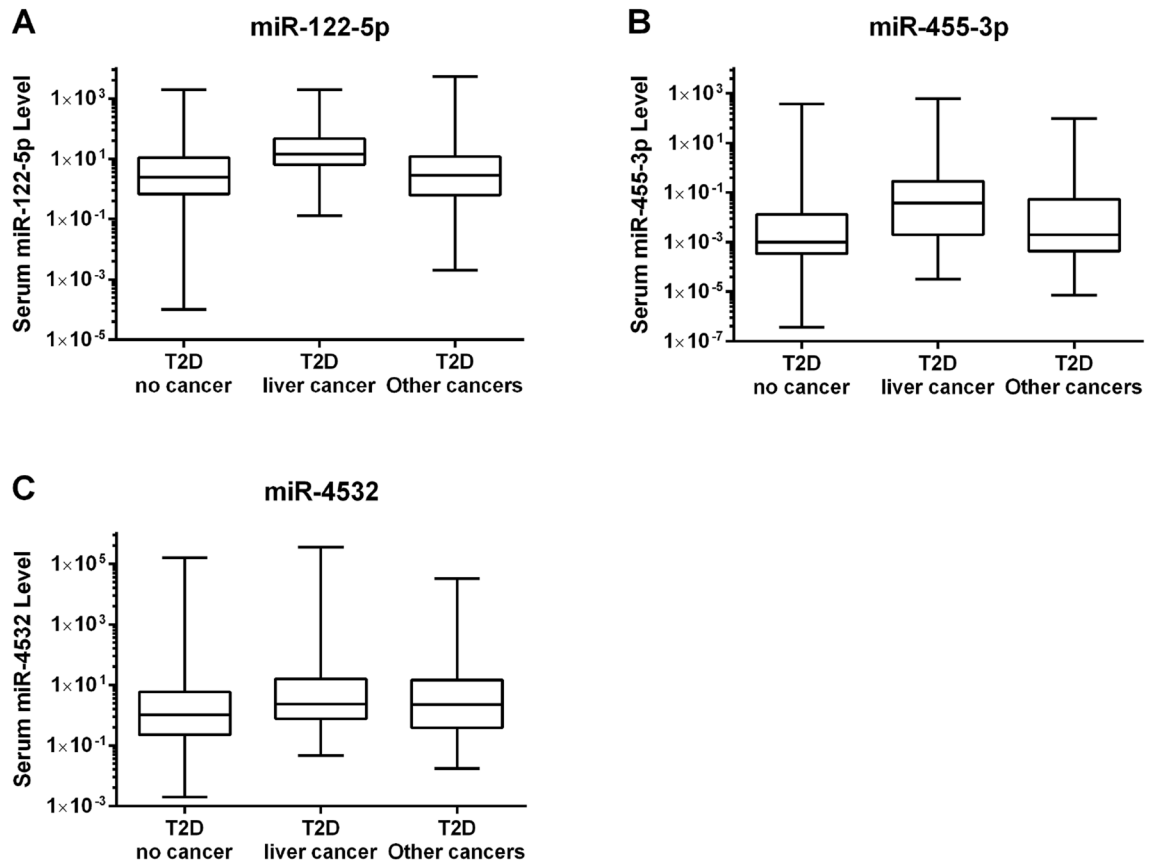 A
miR-122-5p
Serum miR-122-5p Level
1×10³
1×10¹
1×10⁻¹
1×10⁻³
1×10⁻⁵
T2D
no cancer
T2D
liver cancer
T2D
Other cancers
B
miR-455-3p
Serum miR-455-3p Level
1×10³
1×10¹
1×10⁻¹
1×10⁻³
1×10⁻⁵
1×10⁻⁷
T2D
no cancer
T2D
liver cancer
T2D
Other cancers
C
miR-4532
Serum miR-4532 Level
1×10⁵
1×10³
1×10¹
1×10⁻¹
1×10⁻³
T2D
no cancer
T2D
liver cancer
T2D
Other cancers